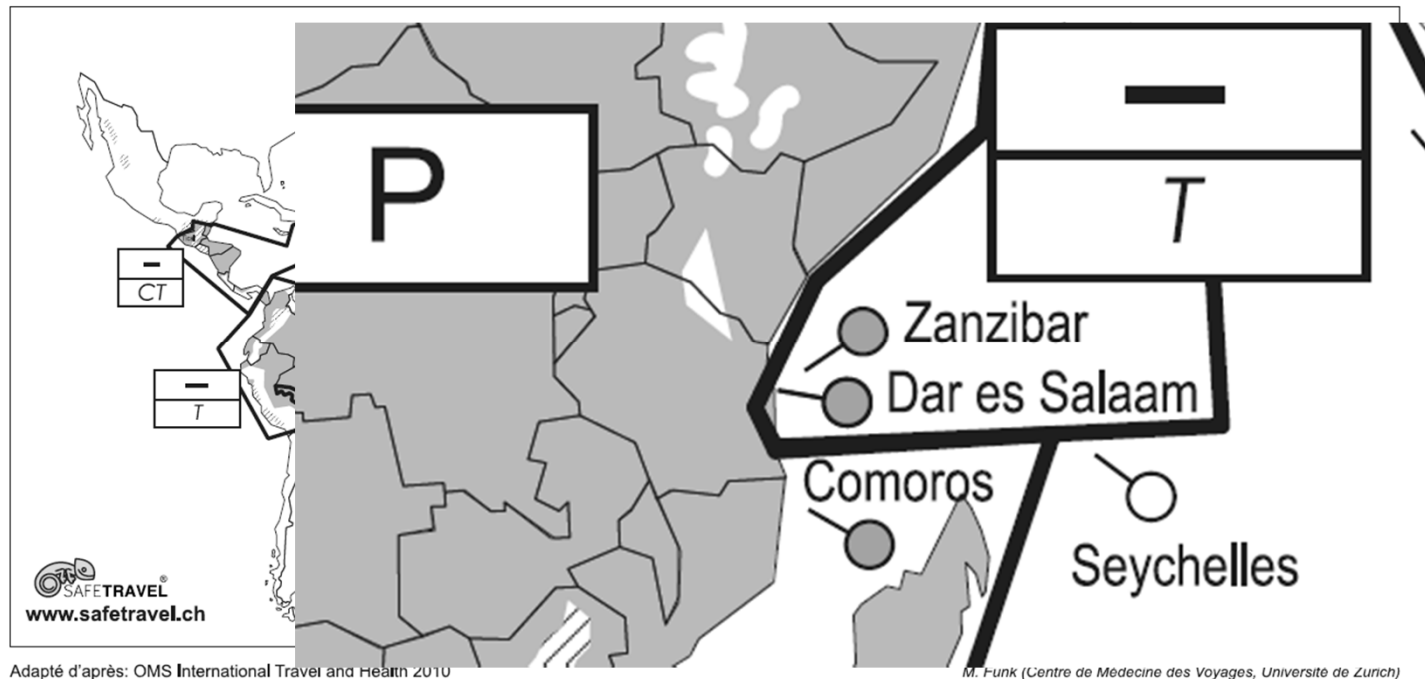 P
–
T
Zanzibar
Dar es Salaam
Comoros
Seychelles
–
CT
–
T
SAFETRAVEL®
www.safetravel.ch
Adapté d'après: OMS International Travel and Health 2010
M. Funk (Centre de Médecine des Voyages, Université de Zurich)